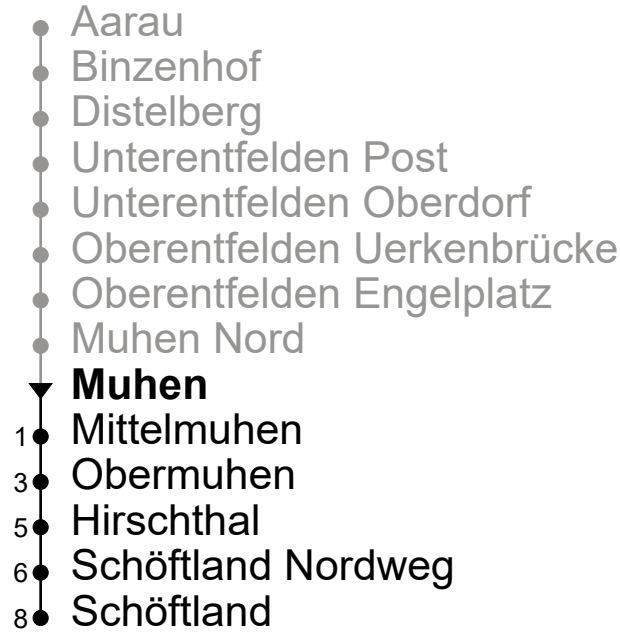 Aarau
Binzenhof
Distelberg
Unterentfelden Post
Unterentfelden Oberdorf
Oberentfelden Uerkenbrücke
Oberentfelden Engelplatz
Muhen Nord
Muhen
1 Mittelmuhen
3 Obermuhen
5 Hirschthal
6 Schöftland Nordweg
8 Schöftland